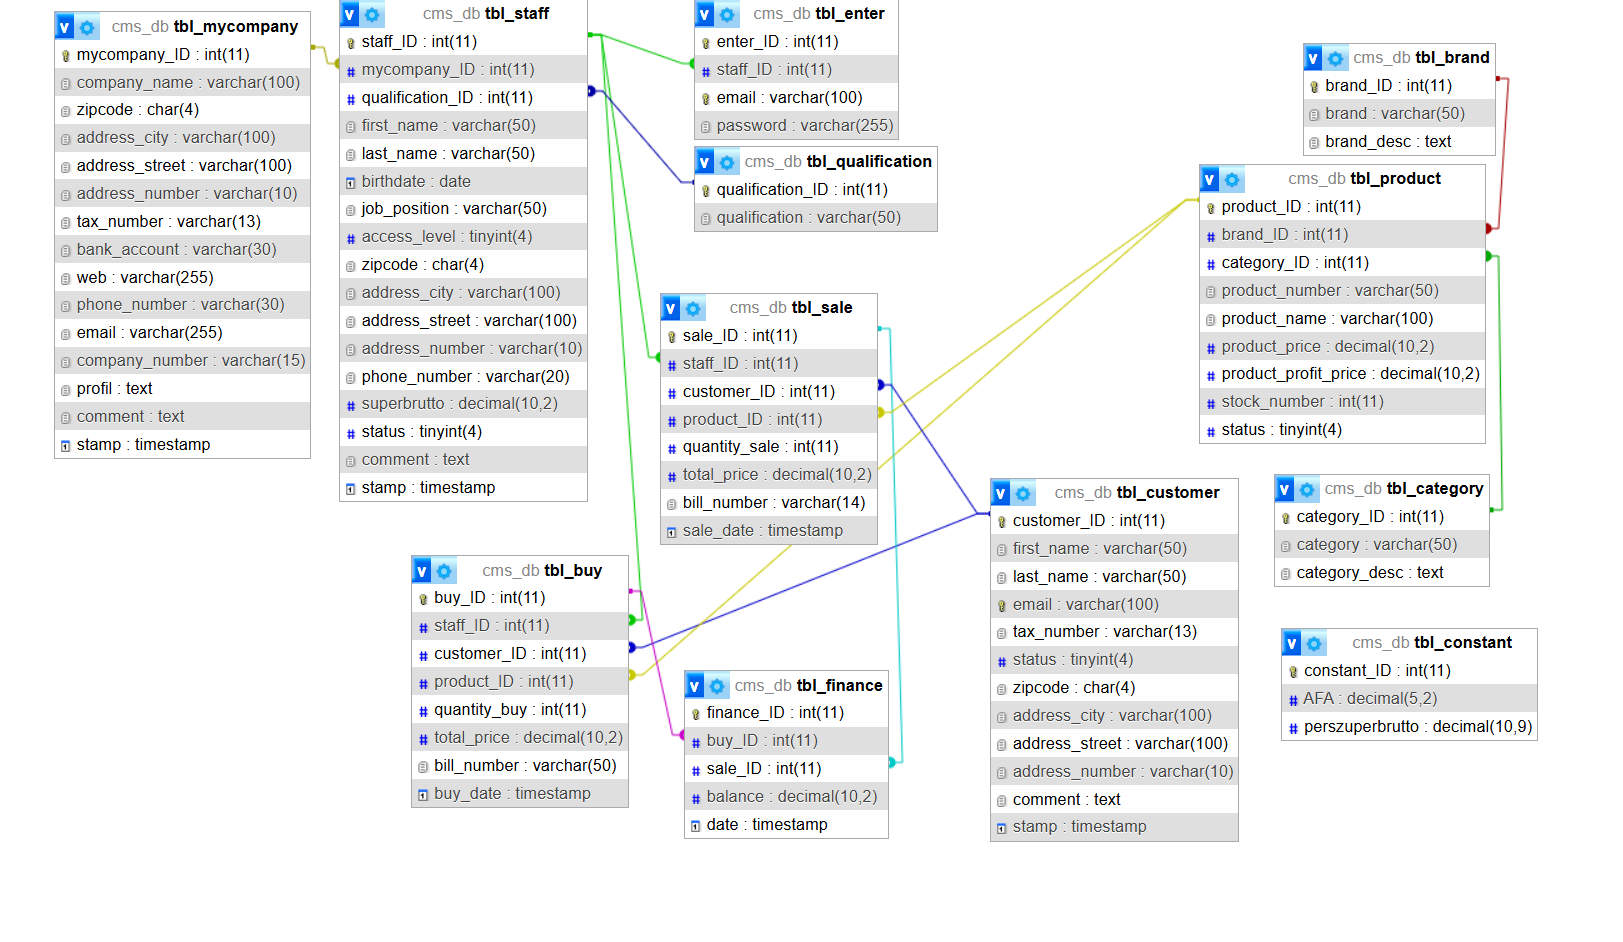 cms_db tbl_mycompany
mycompany_ID : int(11)
company_name : varchar(100)
zipcode : char(4)
address_city : varchar(100)
address_street : varchar(100)
address_number : varchar(10)
tax_number : varchar(13)
bank_account : varchar(30)
web : varchar(255)
phone_number : varchar(30)
email : varchar(255)
company_number : varchar(15)
profil : text
comment : text
stamp : timestamp
cms_db tbl_staff
staff_ID : int(11)
mycompany_ID : int(11)
qualification_ID : int(11)
first_name : varchar(50)
last_name : varchar(50)
birthdate : date
job_position : varchar(50)
access_level : tinyint(4)
zipcode : char(4)
address_city : varchar(100)
address_street : varchar(100)
address_number : varchar(10)
phone_number : varchar(20)
superbrutto : decimal(10,2)
status : tinyint(4)
comment : text
stamp : timestamp
cms_db tbl_enter
enter_ID : int(11)
staff_ID : int(11)
email : varchar(100)
password : varchar(255)
cms_db tbl_qualification
qualification_ID : int(11)
qualification : varchar(50)
cms_db tbl_sale
sale_ID : int(11)
staff_ID : int(11)
customer_ID : int(11)
product_ID : int(11)
quantity_sale : int(11)
total_price : decimal(10,2)
bill_number : varchar(14)
sale_date : timestamp
cms_db tbl_buy
buy_ID : int(11)
staff_ID : int(11)
customer_ID : int(11)
product_ID : int(11)
quantity_buy : int(11)
total_price : decimal(10,2)
bill_number : varchar(50)
buy_date : timestamp
cms_db tbl_finance
finance_ID : int(11)
buy_ID : int(11)
sale_ID : int(11)
balance : decimal(10,2)
date : timestamp
cms_db tbl_customer
customer_ID : int(11)
first_name : varchar(50)
last_name : varchar(50)
email : varchar(100)
tax_number : varchar(13)
status : tinyint(4)
zipcode : char(4)
address_city : varchar(100)
address_street : varchar(100)
address_number : varchar(10)
comment : text
stamp : timestamp
cms_db tbl_brand
brand_ID : int(11)
brand : varchar(50)
brand_desc : text
cms_db tbl_product
product_ID : int(11)
brand_ID : int(11)
category_ID : int(11)
product_number : varchar(50)
product_name : varchar(100)
product_price : decimal(10,2)
product_profit_price : decimal(10,2)
stock_number : int(11)
status : tinyint(4)
cms_db tbl_category
category_ID : int(11)
category : varchar(50)
category_desc : text
cms_db tbl_constant
constant_ID : int(11)
AFA : decimal(5,2)
perszuperbrutto : decimal(10,9)